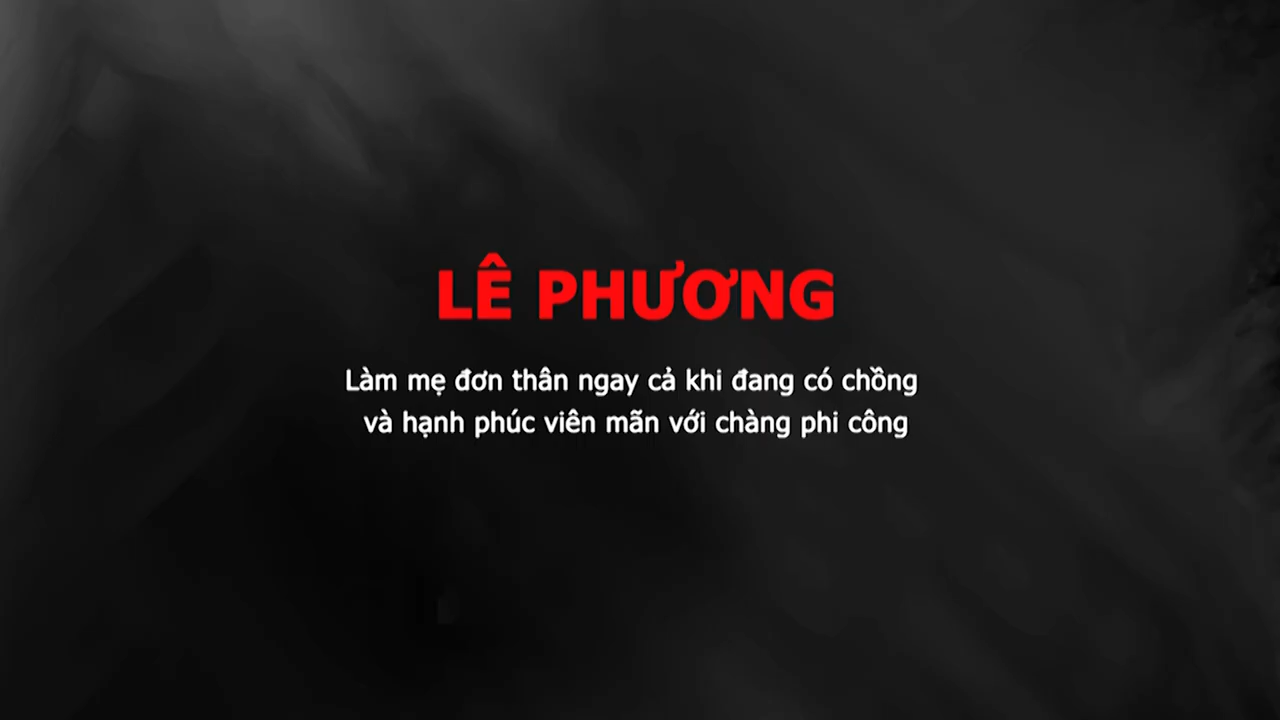 LÊ PHƯƠNG
Làm mẹ đơn thân ngay cả khi đang có chồng
và hạnh phúc viên mãn với chàng phi công